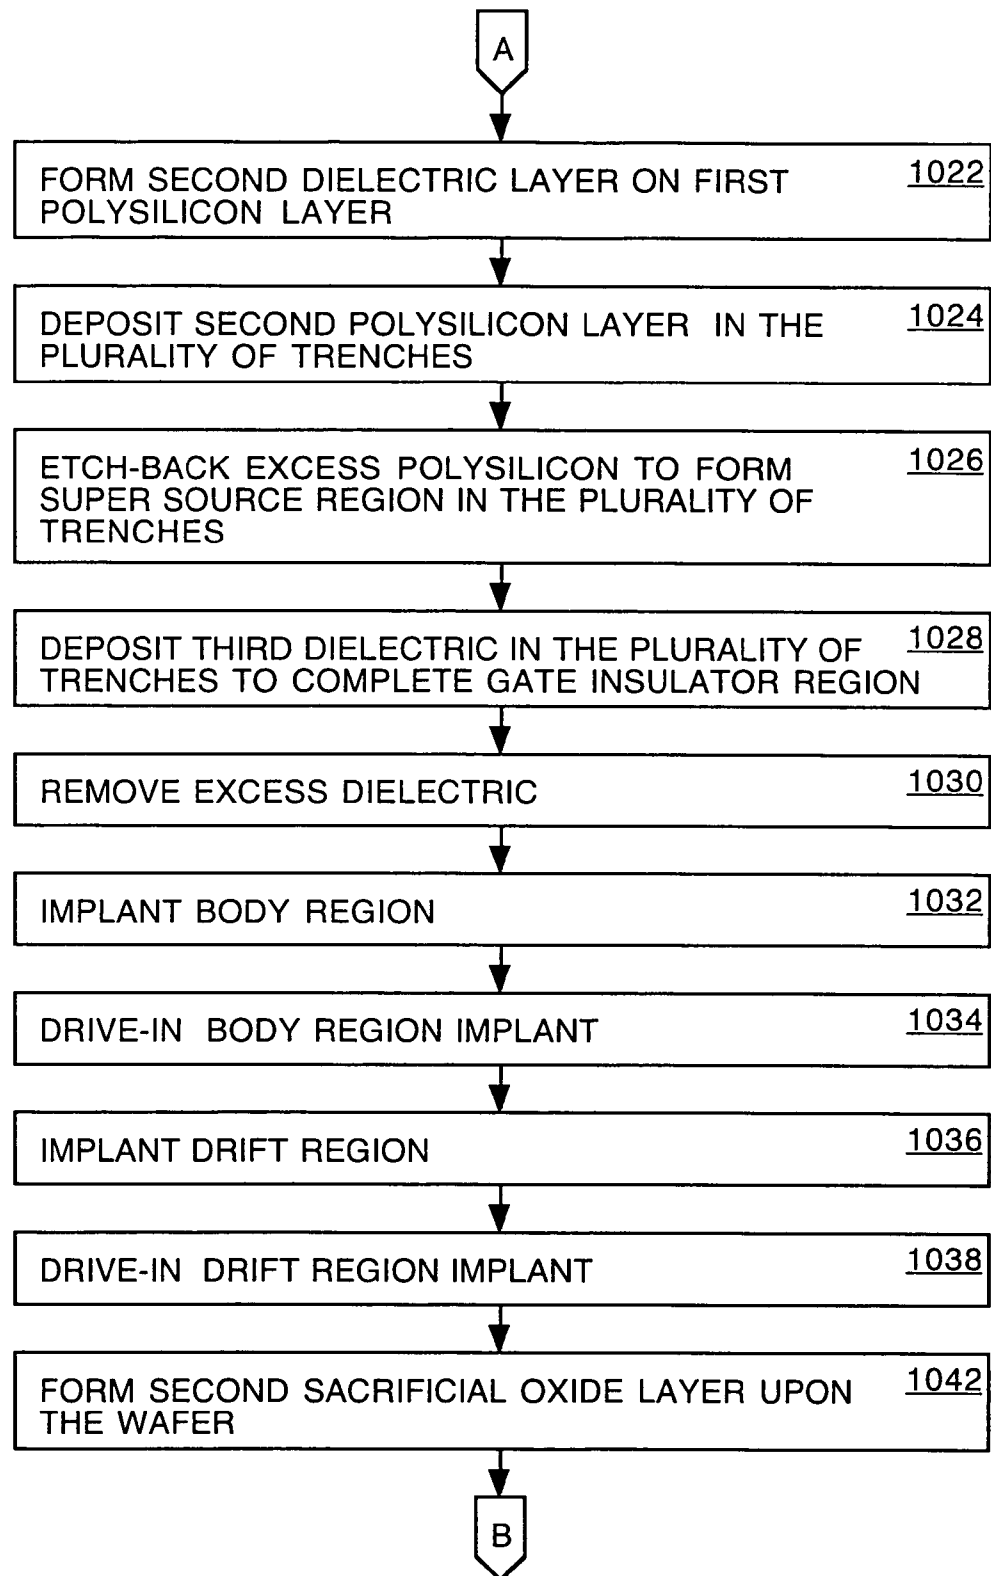 A
FORM SECOND DIELECTRIC LAYER ON FIRST 1022
POLYSILICON LAYER
DEPOSIT SECOND POLYSILICON LAYER IN THE 1024
PLURALITY OF TRENCHES
ETCH-BACK EXCESS POLYSILICON TO FORM 1026
SUPER SOURCE REGION IN THE PLURALITY OF
TRENCHES
DEPOSIT THIRD DIELECTRIC IN THE PLURALITY OF 1028
TRENCHES TO COMPLETE GATE INSULATOR REGION
REMOVE EXCESS DIELECTRIC 1030
IMPLANT BODY REGION 1032
DRIVE-IN BODY REGION IMPLANT 1034
IMPLANT DRIFT REGION 1036
DRIVE-IN DRIFT REGION IMPLANT 1038
FORM SECOND SACRIFICIAL OXIDE LAYER UPON 1042
THE WAFER
B